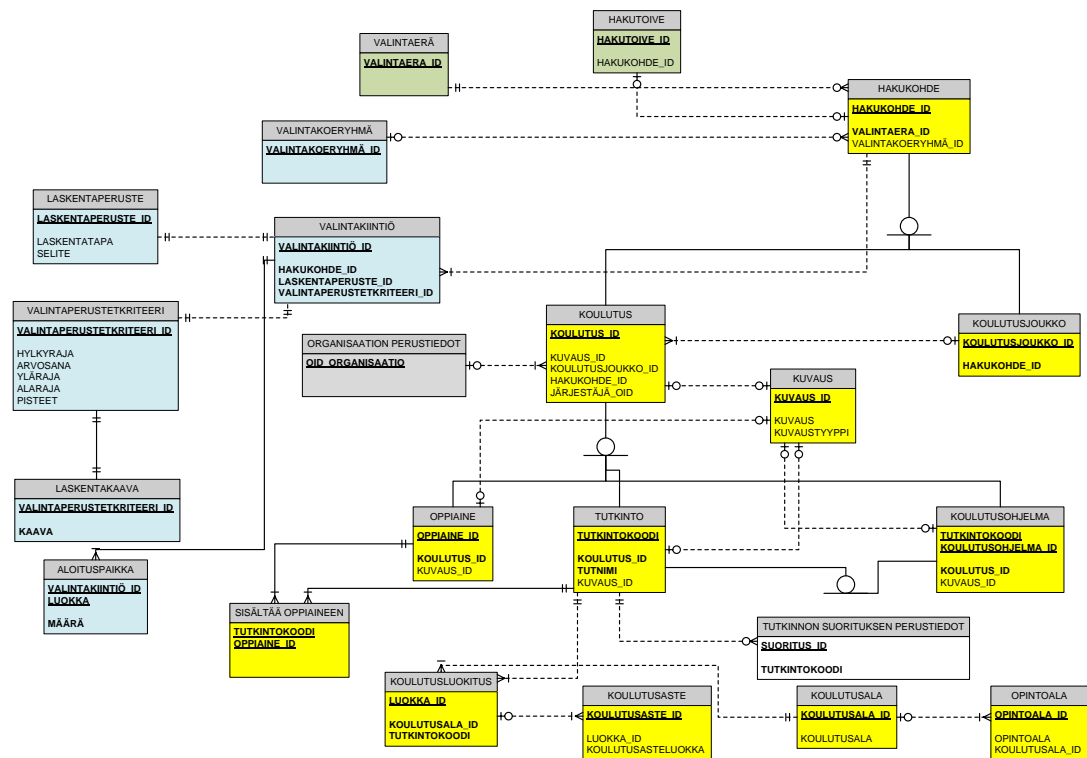 HAKUTOIVE
HAKUTOIVE_ID
HAKUKOHDE_ID
VALINTAERÄ
VALINTAERA_ID
HAKUKOHDE
HAKUKOHDE_ID
VALINTAERA_ID
VALINTAKOERYHMÄ_ID
VALINTAKOERYHMÄ
VALINTAKOERYHMÄ_ID
LASKENTAPERUSTE
LASKENTAPERUSTE_ID
LASKENTATAPA
SELITE
VALINTAKIINTIÖ
VALINTAKIINTIÖ_ID
HAKUKOHDE_ID
LASKENTAPERUSTE_ID
VALINTAPERUSTETKRITEERI_ID
VALINTAPERUSTETKRITEERI
VALINTAPERUSTETKRITEERI_ID
HYLKYRAJA
ARVOSANA
YLÄRAJA
ALARAJA
PISTEET
ORGANISAATION PERUSTIEDOT
OID_ORGANISAATIO
KOULUTUS
KOULUTUS_ID
KUVAUS_ID
KOULUTUSJOUKKO_ID
HAKUKOHDE_ID
JÄRJESTÄJÄ_OID
KOULUTUSJOUKKO
KOULUTUSJOUKKO_ID
HAKUKOHDE_ID
KUVAUS
KUVAUS_ID
KUVAUS
KUVAUSTYYPPI
LASKENTAKAAVA
VALINTAPERUSTETKRITEERI_ID
KAAVA
OPPIAINE
OPPIAINE_ID
KOULUTUS_ID
KUVAUS_ID
TUTKINTO
TUTKINTOKOODI
KOULUTUS_ID
TUTNIMI
KUVAUS_ID
KOULUTUSOHJELMA
TUTKINTOKOODI
KOULUTUSOHJELMA_ID
KOULUTUS_ID
KUVAUS_ID
ALOITUSPAIKKA
VALINTAKIINTIÖ_ID
LUOKKA
MÄÄRÄ
SISÄLTÄÄ OPPIAINEEN
TUTKINTOKOODI
OPPIAINE_ID
TUTKINNON SUORITUKSEN PERUSTIEDOT
SUORITUS_ID
TUTKINTOKOODI
KOULUTUSLUOKITUS
LUOKKA_ID
KOULUTUSALA_ID
TUTKINTOKOODI
KOULUTUSASTE
KOULUTUSASTE_ID
LUOKKA_ID
KOULUTUSASTELUOKKA
KOULUTUSALA
KOULUTUSALA_ID
KOULUTUSALA
OPINTOALA
OPINTOALA_ID
OPINTOALA
KOULUTUSALA_ID